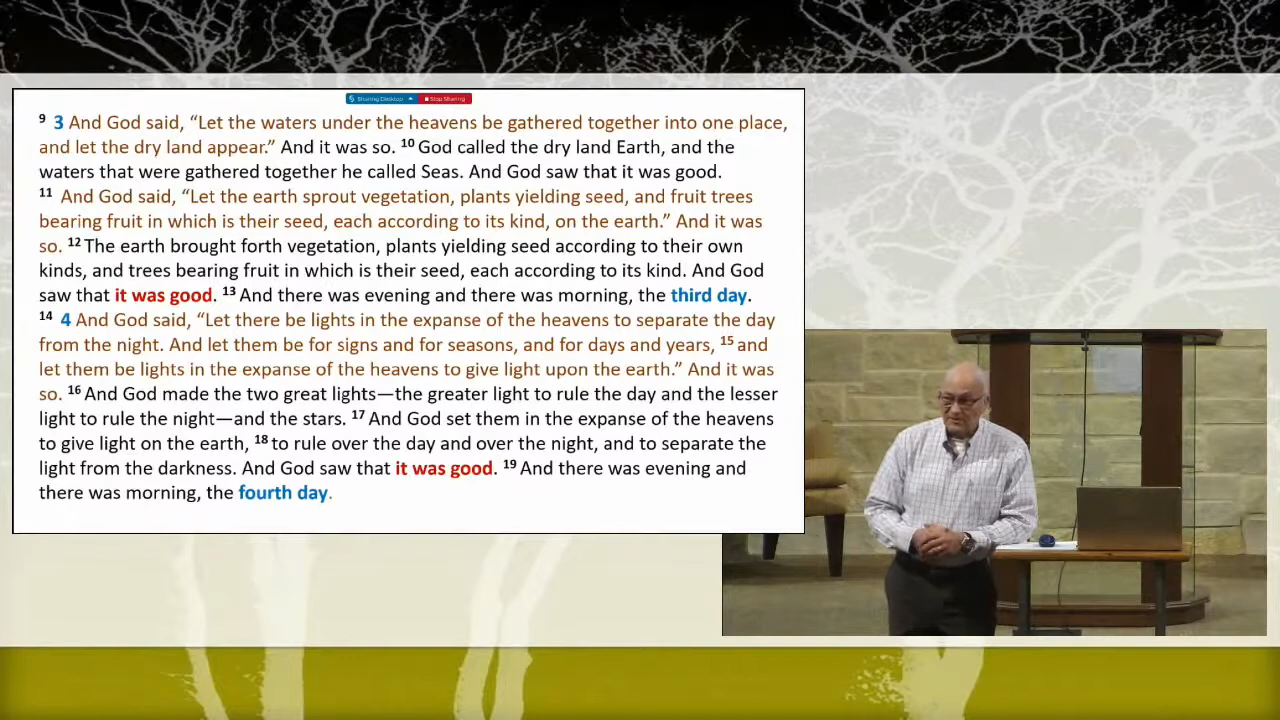 Sharing Desktop Stop Sharing
9 3 And God said, “Let the waters under the heavens be gathered together into one place,
and let the dry land appear.” And it was so. 10 God called the dry land Earth, and the
waters that were gathered together he called Seas. And God saw that it was good.
11 And God said, “Let the earth sprout vegetation, plants yielding seed, and fruit trees
bearing fruit in which is their seed, each according to its kind, on the earth.” And it was
so. 12 The earth brought forth vegetation, plants yielding seed according to their own
kinds, and trees bearing fruit in which is their seed, each according to its kind. And God
saw that it was good. 13 And there was evening and there was morning, the third day.
14 4 And God said, “Let there be lights in the expanse of the heavens to separate the day
from the night. And let them be for signs and for seasons, and for days and years, 15 and
let them be lights in the expanse of the heavens to give light upon the earth.” And it was
so. 16 And God made the two great lights—the greater light to rule the day and the lesser
light to rule the night—and the stars. 17 And God set them in the expanse of the heavens
to give light on the earth, 18 to rule over the day and over the night, and to separate the
light from the darkness. And God saw that it was good. 19 And there was evening and
there was morning, the fourth day.